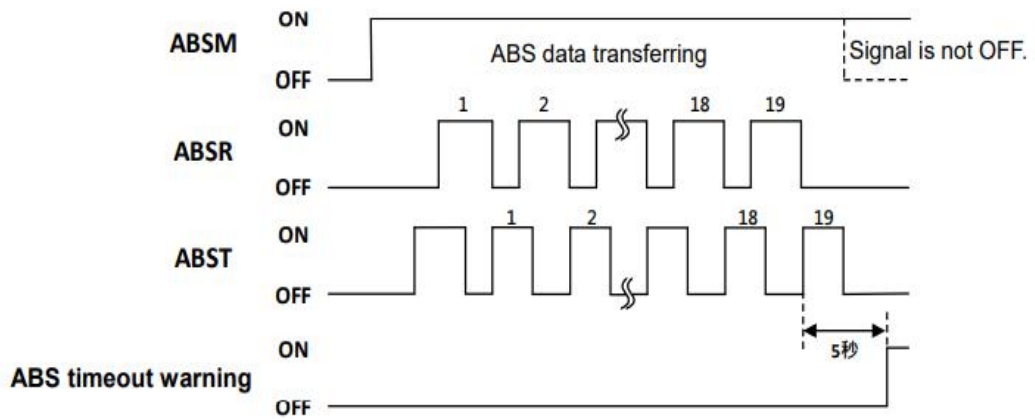 ON
ABSM
ABS data transferring
Signal is not OFF.
OFF
1 2 18 19
ON
ABSR
OFF
1 2 18 19
ON
ABST
OFF
5秒
ON
ABS timeout warning
OFF